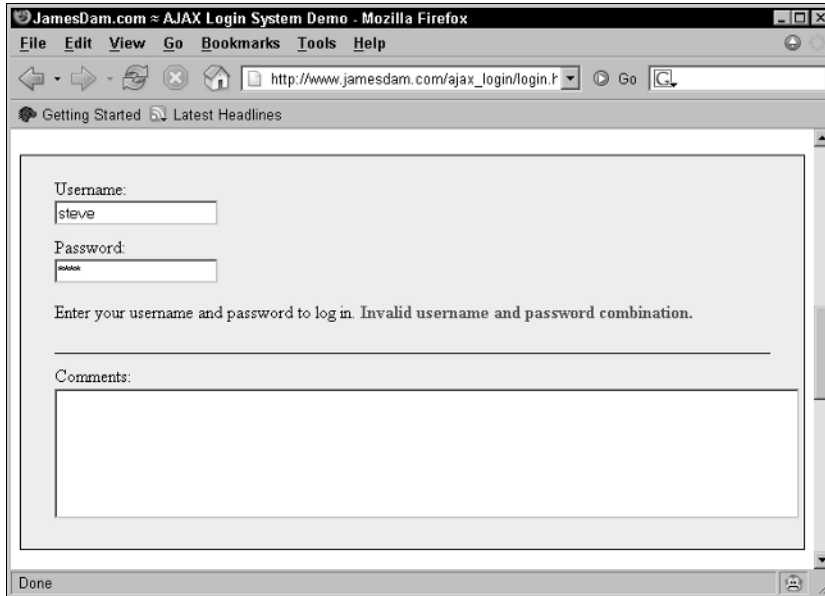 JamesDam.com ≈ AJAX Login System Demo - Mozilla Firefox
File Edit View Go Bookmarks Tools Help
http://www.jamesdam.com/ajax_login/login.h Go G
Getting Started Latest Headlines
Username:
steve
Password:
****
Enter your username and password to log in. Invalid username and password combination.
Comments:
Done